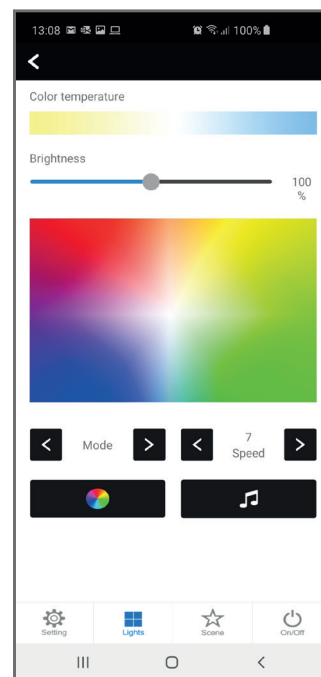 13:08 100%
Color temperature
Brightness
100
%
Mode
7
Speed
Setting Lights Scene On/Off